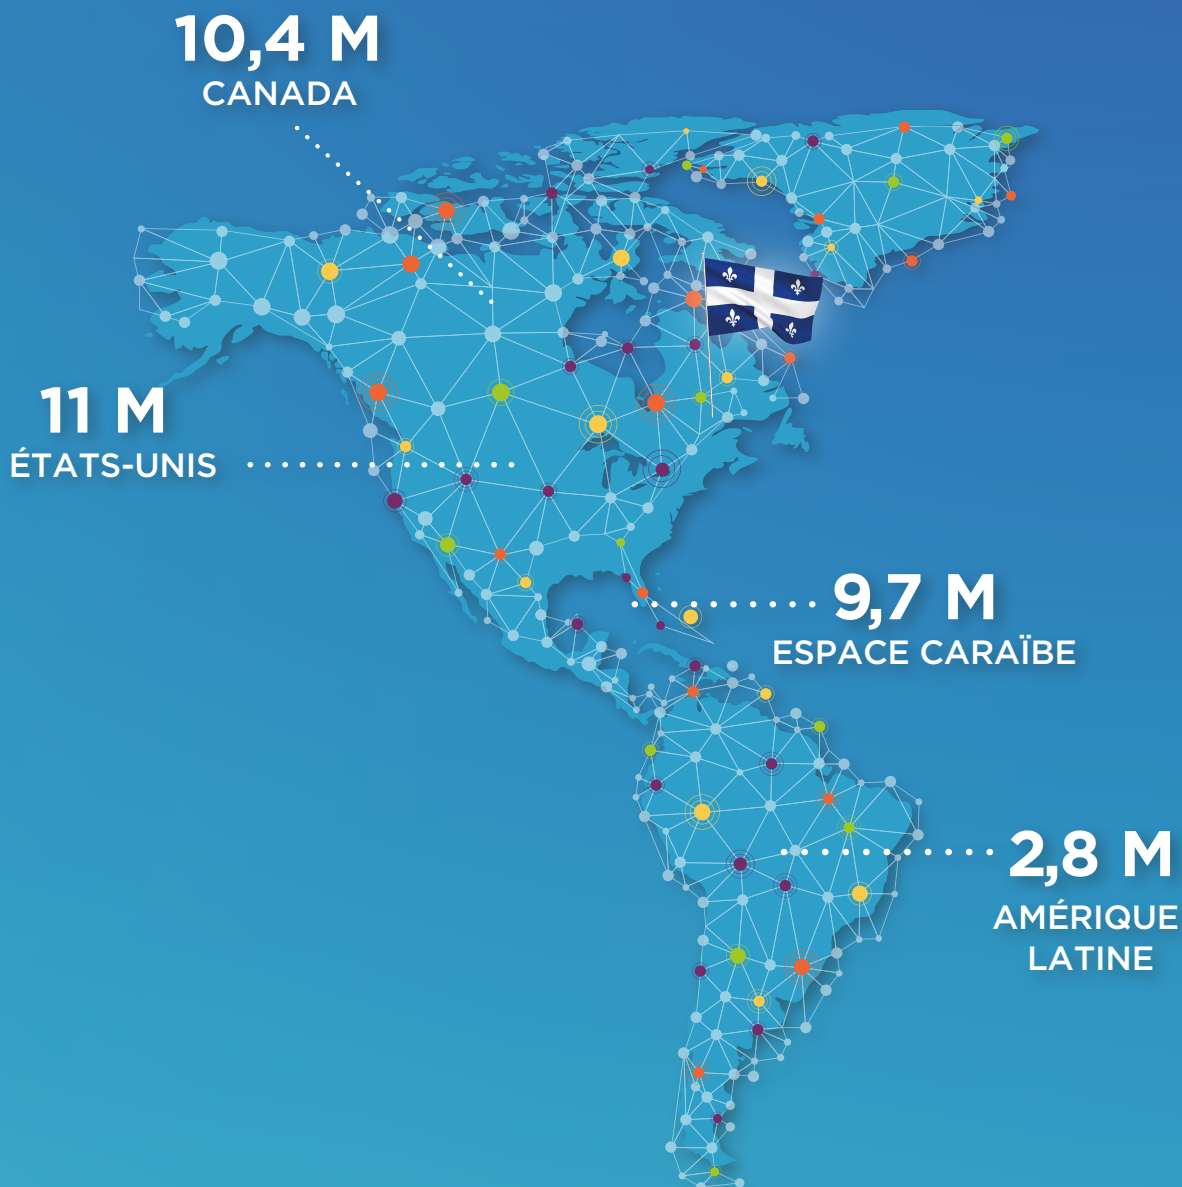 10,4 M
CANADA
11 M
ÉTATS-UNIS
9,7 M
ESPACE CARAÏBE
2,8 M
AMÉRIQUE
LATINE